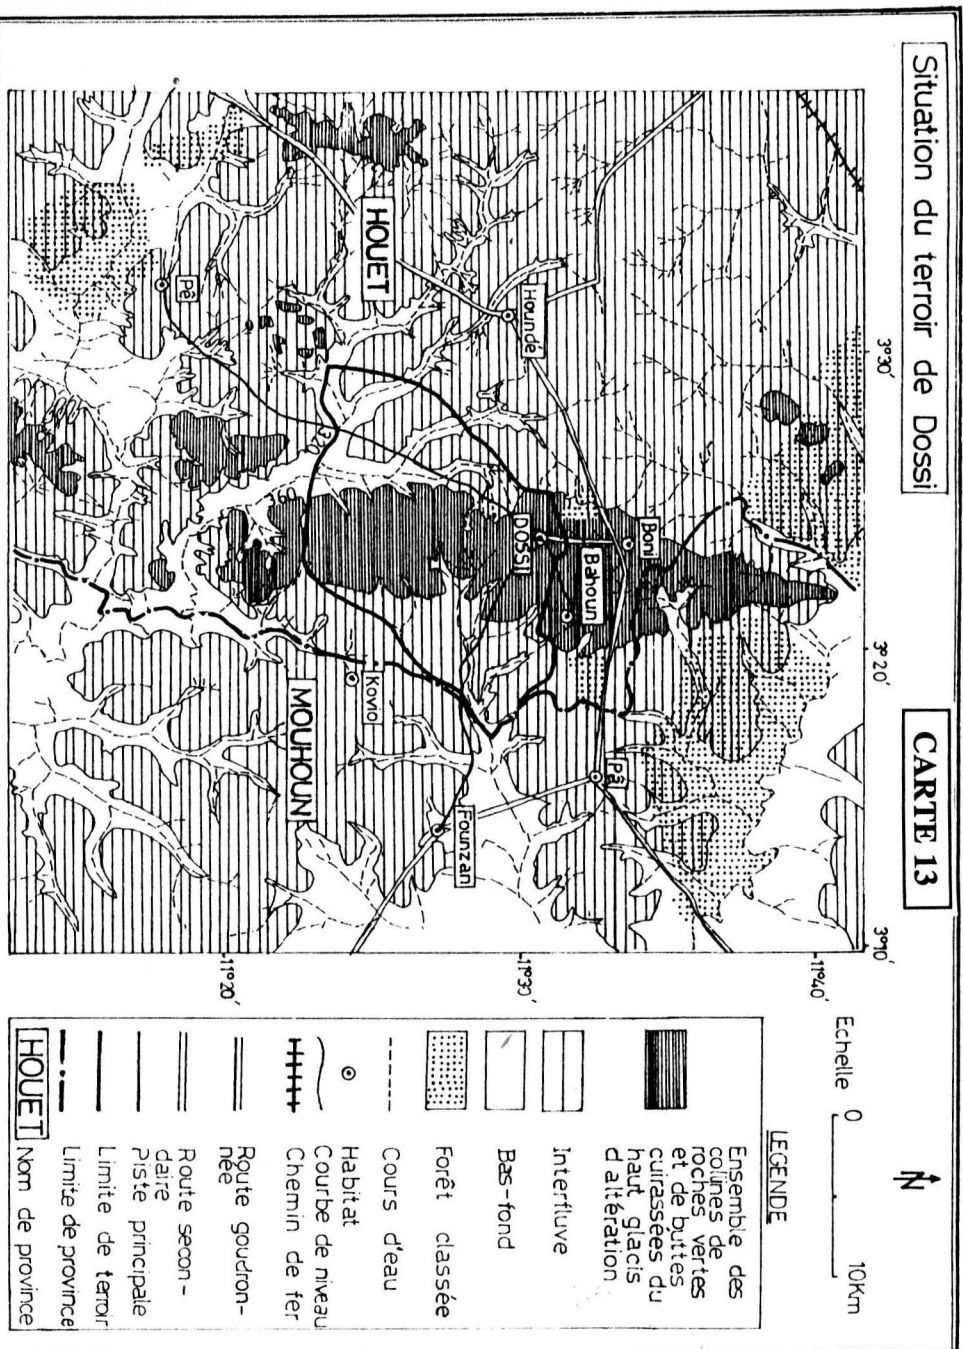 Situation du terroir de Dossi
CARTE 13
3°30'
3°20'
3°10'
11°40'
11°30'
11°20'
HOUET
Houndé
Boni
Bahoun
DOSSI
Pâ
Founzan
Kovio
MOUHOUN
Pê
320
Echelle 0 10Km
N
LEGENDE
Ensemble des
collines de
roches vertes
et de buttes
cuirassées du
haut glacis
d'altération
Interfluve
Bas-fond
Forêt classée
Cours d'eau
Habitat
Courbe de niveau
Chemin de fer
Route goudron-
née
Route secon-
daire
Piste principale
Limite de terroir
Limite de province
HOUET Nom de province